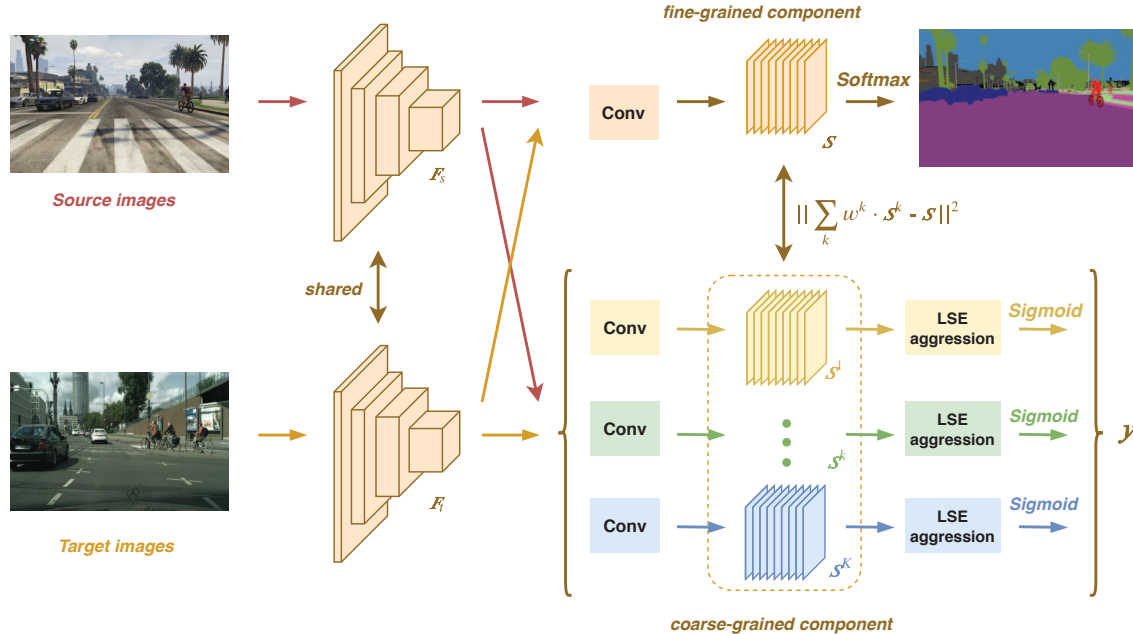 fine-grained component
Softmax
Conv
S
F_s
Source images
|| ∑_k w^k · S^k - S ||^2
shared
Conv
S^1
LSE
aggression
Sigmoid
Conv
S^k
LSE
aggression
Sigmoid
y
F_t
Conv
S^K
LSE
aggression
Sigmoid
Target images
coarse-grained component